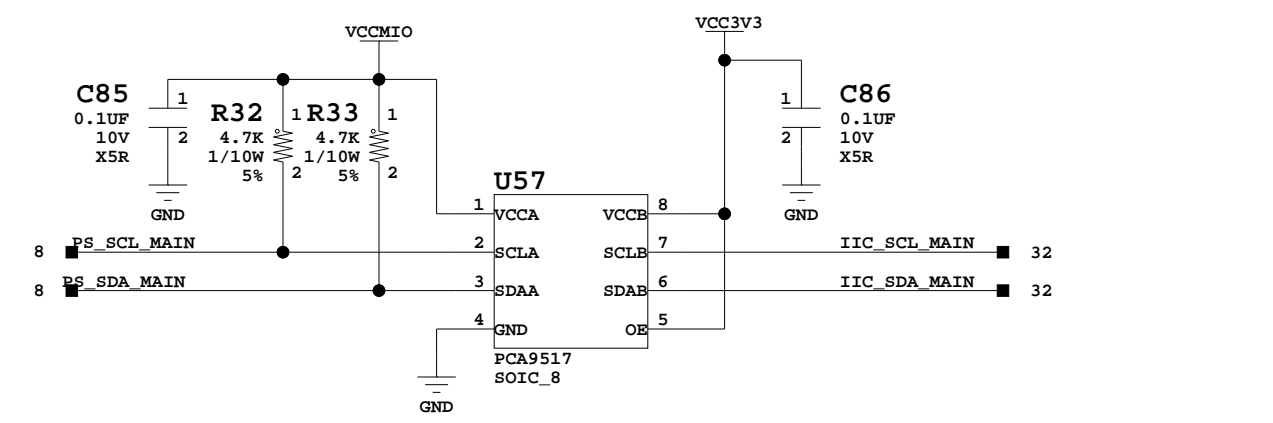 VCCMIO
VCC3V3
C85
0.1UF
10V
X5R
1
2
GND
R32
4.7K
1/10W
5%
1
2
R33
4.7K
1/10W
5%
1
2
C86
0.1UF
10V
X5R
1
2
GND
U57
1 VCCA VCCB 8
8 PS_SCL_MAIN 2 SCLA SCLB 7 IIC_SCL_MAIN 32
8 PS_SDA_MAIN 3 SDAA SDAB 6 IIC_SDA_MAIN 32
4 GND OE 5
PCA9517
SOIC_8
GND